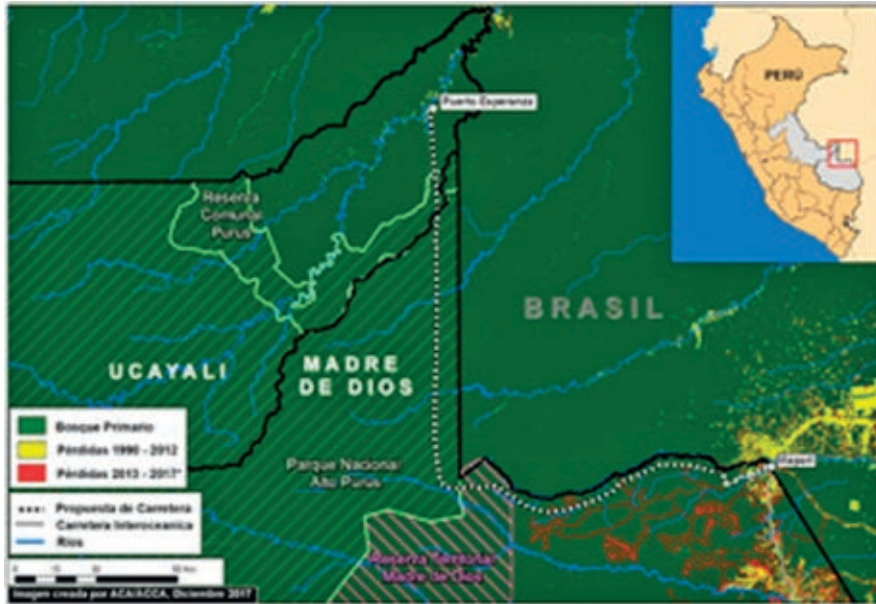 Puerto Esperanza
PERÚ
Reserva
Comunal
Purus
BRASIL
UCAYALI
MADRE
DE DIOS
Bosque Primario
Pérdidas 1990 - 2012
Pérdidas 2013 - 2017*
Parque Nacional
Alto Purus
Iñapari
Propuesta de Carretera
Carretera Interoceanica
Ríos
Reserva Territorial
Madre de Dios
Imagen creada por ACA/ACCA, Diciembre 2017